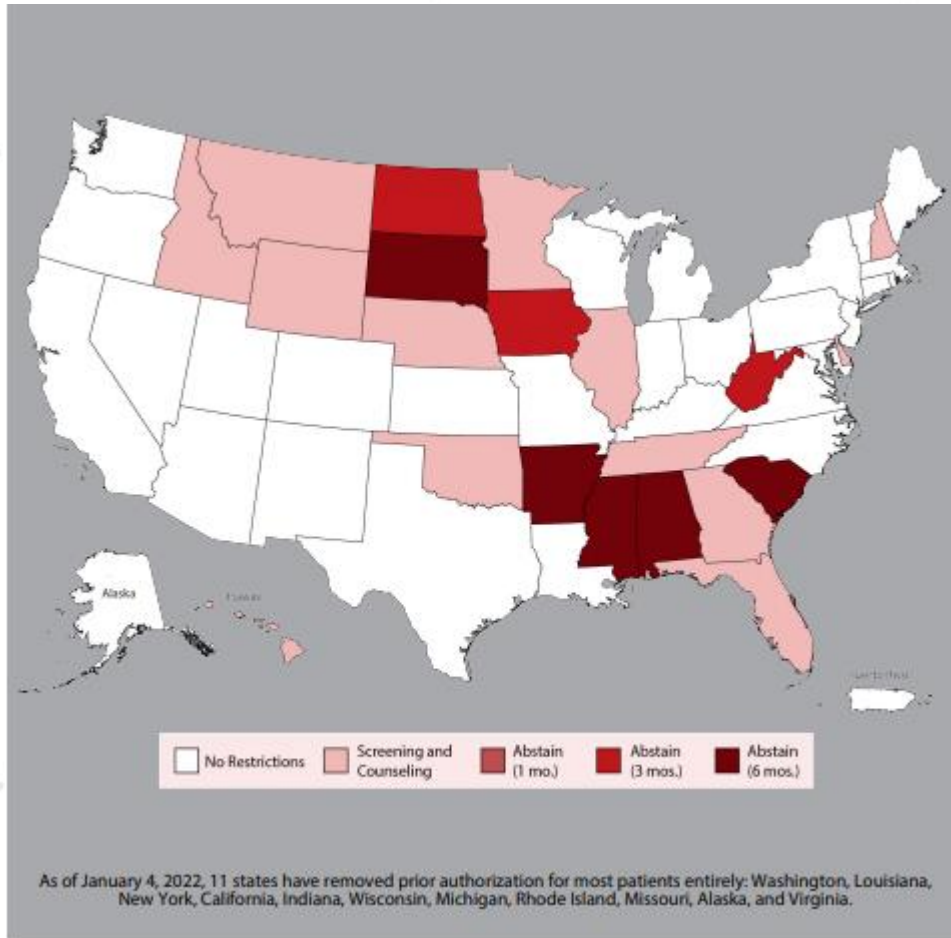 Alaska
No Restrictions
Screening and
Counseling
Abstain
(1 mo.)
Abstain
(3 mos.)
Abstain
(6 mos.)
As of January 4, 2022, 11 states have removed prior authorization for most patients entirely: Washington, Louisiana,
New York, California, Indiana, Wisconsin, Michigan, Rhode Island, Missouri, Alaska, and Virginia.